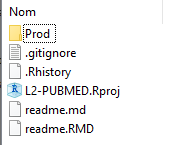 Nom
Prod
.gitignore
.Rhistory
L2-PUBMED.Rproj
readme.md
readme.RMD